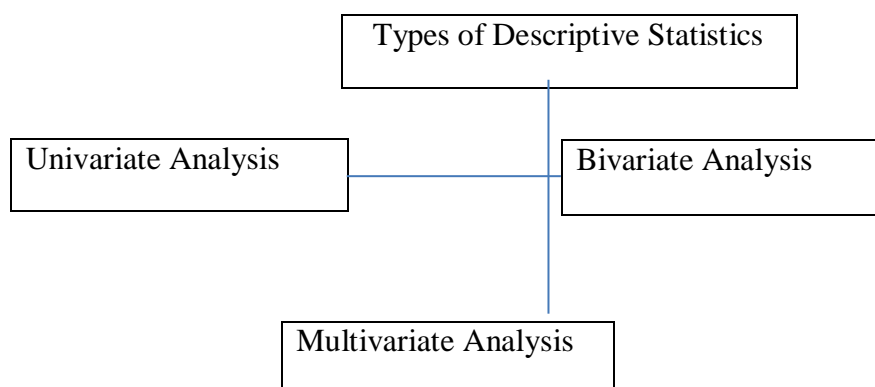 Types of Descriptive Statistics
Univariate Analysis
Bivariate Analysis
Multivariate Analysis